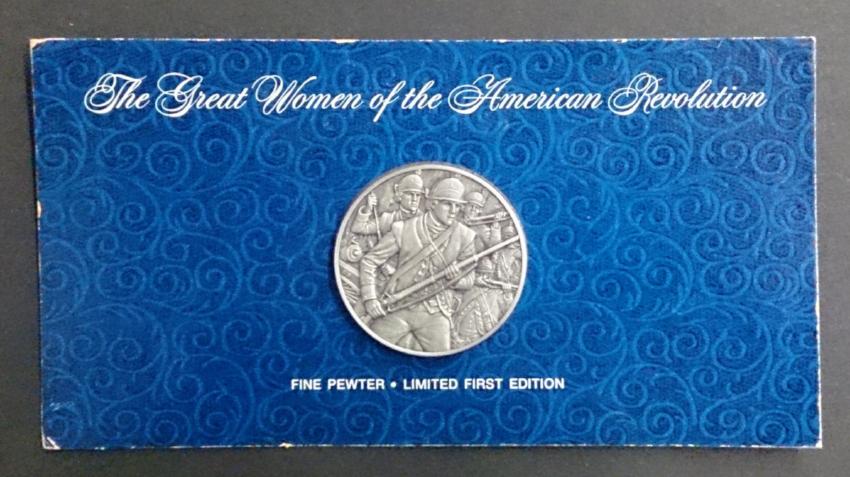 The Great Women of the American Revolution
FINE PEWTER • LIMITED FIRST EDITION